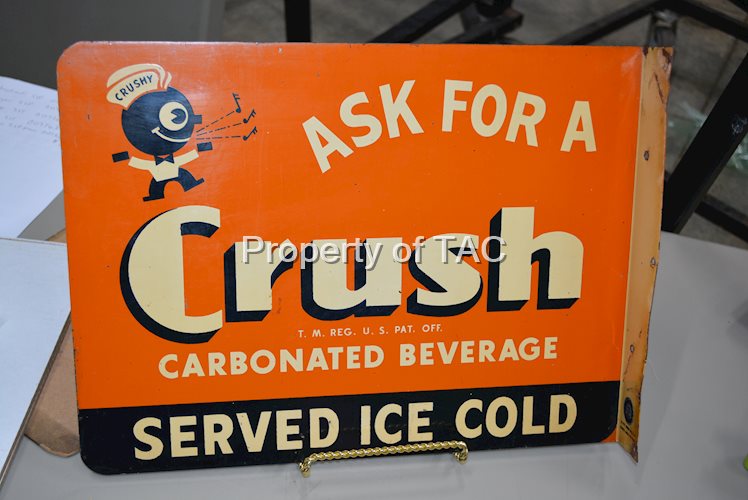 CRUSHY
ASK FOR A
Crush
Property of TAC
T. M. REG. U. S. PAT. OFF.
CARBONATED BEVERAGE
SERVED ICE COLD